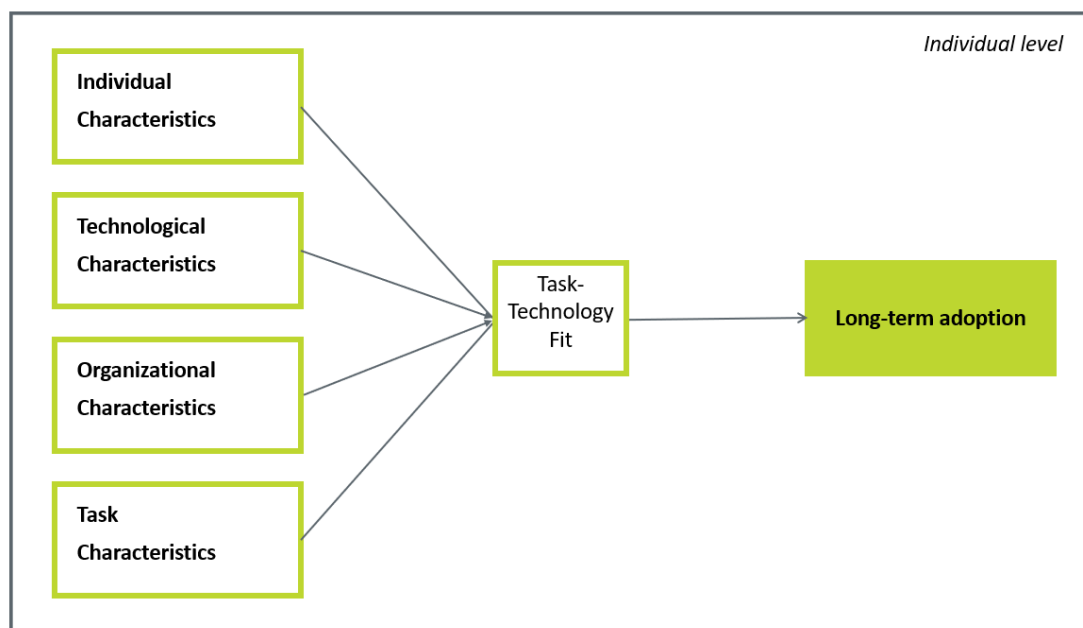 Individual level
Individual
Characteristics
Technological
Characteristics
Organizational
Characteristics
Task
Characteristics
Task-
Technology
Fit
Long-term adoption